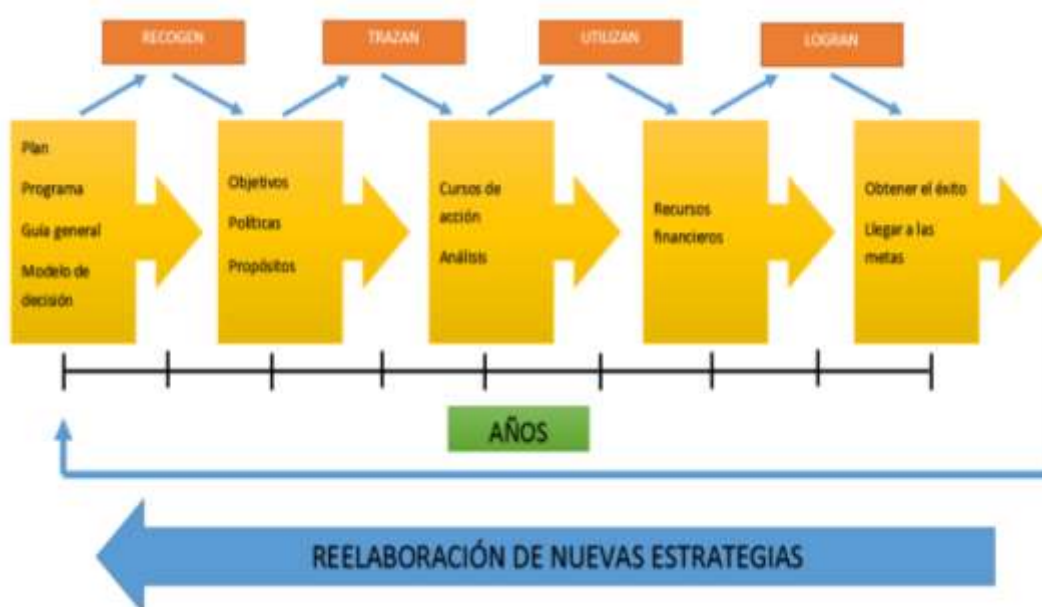 RECOGEN
TRAZAN
UTILIZAN
LOGRAN
Plan
Programa
Guía general
Modelo de
decisión
Objetivos
Políticas
Propósitos
Cursos de
acción
Análisis
Recursos
financieros
Obtener el éxito
Llegar a las
metas
AÑOS
REELABORACIÓN DE NUEVAS ESTRATEGIAS